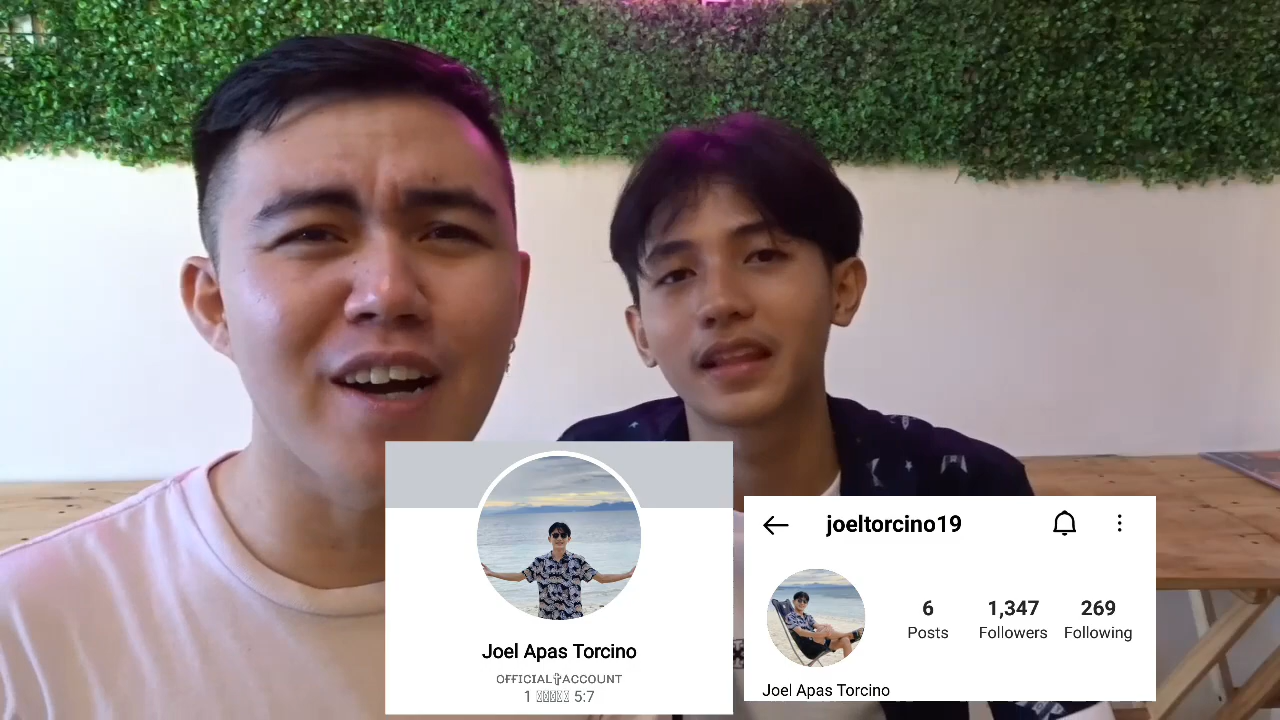 Joel Apas Torcino
OFFICIAL✞ACCOUNT
1 5:7
joeltorcino19
6 1,347 269
Posts Followers Following
Joel Apas Torcino